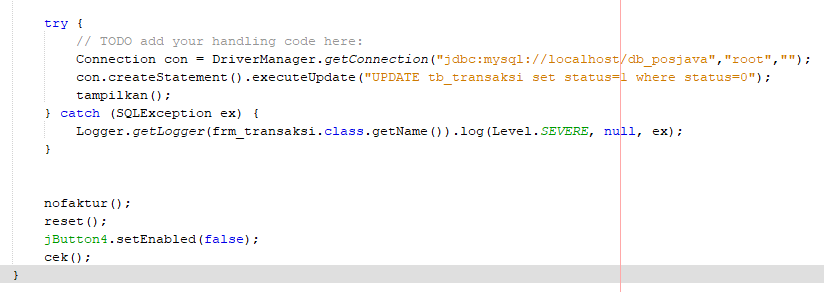 try {
// TODO add your handling code here:
Connection con = DriverManager.getConnection("jdbc:mysql://localhost/db_posjava","root","");
con.createStatement().executeUpdate("UPDATE tb_transaksi set status=1 where status=0");
tampilkan();
} catch (SQLException ex) {
Logger.getLogger(frm_transaksi.class.getName()).log(Level.SEVERE, null, ex);
}
nofaktur();
reset();
jButton4.setEnabled(false);
cek();
}